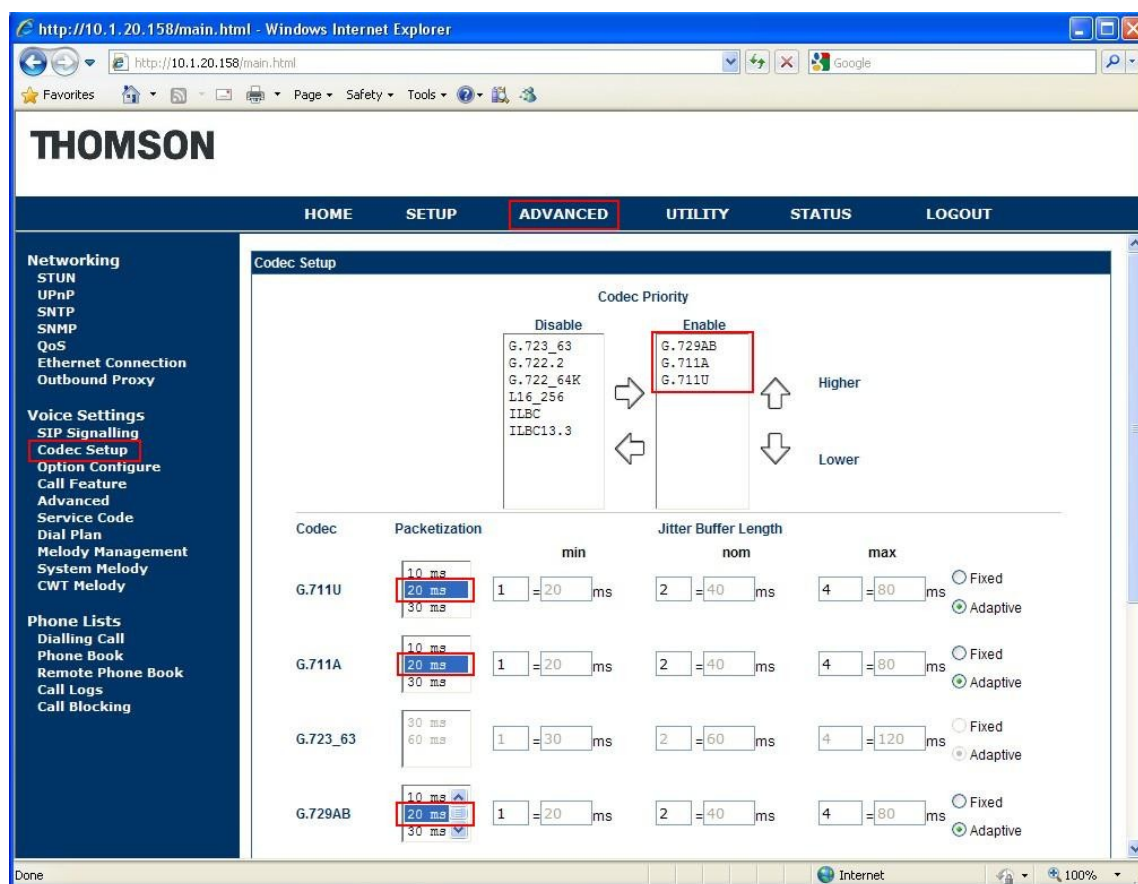 http://10.1.20.158/main.html - Windows Internet Explorer
http://10.1.20.158/main.html
Google
Favorites Page Safety Tools
THOMSON
HOME SETUP ADVANCED UTILITY STATUS LOGOUT
Networking
STUN
UPnP
SNTP
SNMP
QoS
Ethernet Connection
Outbound Proxy
Voice Settings
SIP Signalling
Codec Setup
Option Configure
Call Feature
Advanced
Service Code
Dial Plan
Melody Management
System Melody
CWT Melody
Phone Lists
Dialling Call
Phone Book
Remote Phone Book
Call Logs
Call Blocking
Codec Setup
Codec Priority
Disable
G.723_63
G.722.2
G.722_64K
L16_256
ILBC
ILBC13.3
Enable
G.729AB
G.711A
G.711U
Higher
Lower
Codec Packetization Jitter Buffer Length
min nom max
G.711U
10 ms
20 ms
30 ms
1 =20 ms 2 =40 ms 4 =80 ms
Fixed
Adaptive
G.711A
10 ms
20 ms
30 ms
1 =20 ms 2 =40 ms 4 =80 ms
Fixed
Adaptive
G.723_63
30 ms
60 ms
1 =30 ms 2 =60 ms 4 =120 ms
Fixed
Adaptive
G.729AB
10 ms
20 ms
30 ms
1 =20 ms 2 =40 ms 4 =80 ms
Fixed
Adaptive
Done Internet 100%